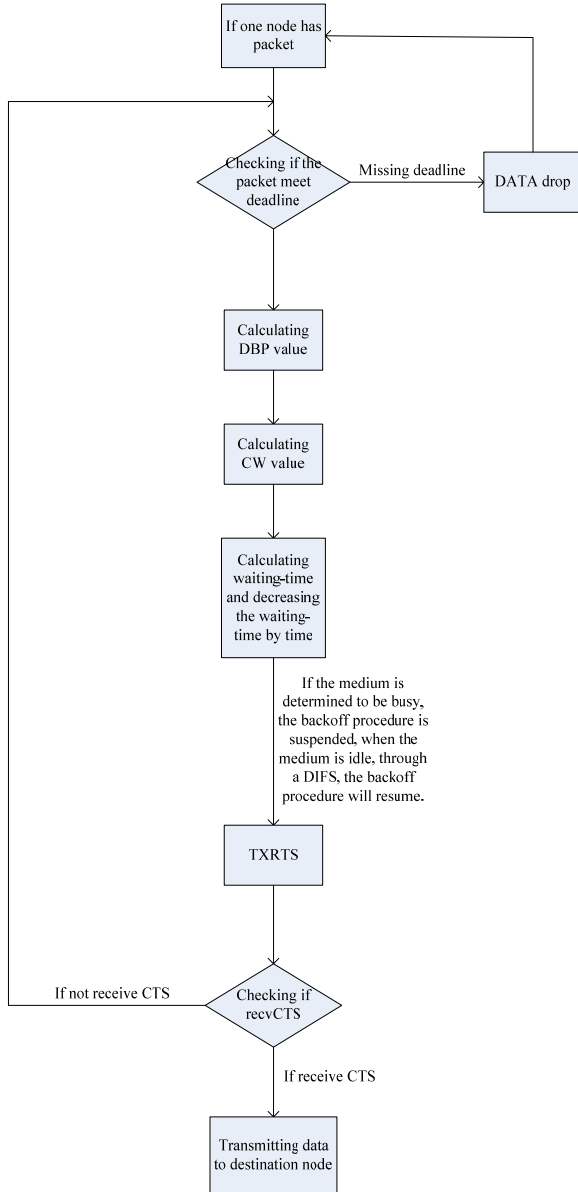 If one node has
packet
Checking if the
packet meet
deadline
Missing deadline
DATA drop
Calculating
DBP value
Calculating
CW value
Calculating
waiting-time
and decreasing
the waiting-
time by time
If the medium is
determined to be busy,
the backoff procedure is
suspended, when the
medium is idle, through
a DIFS, the backoff
procedure will resume.
TXRTS
If not receive CTS
Checking if
recvCTS
If receive CTS
Transmitting data
to destination node